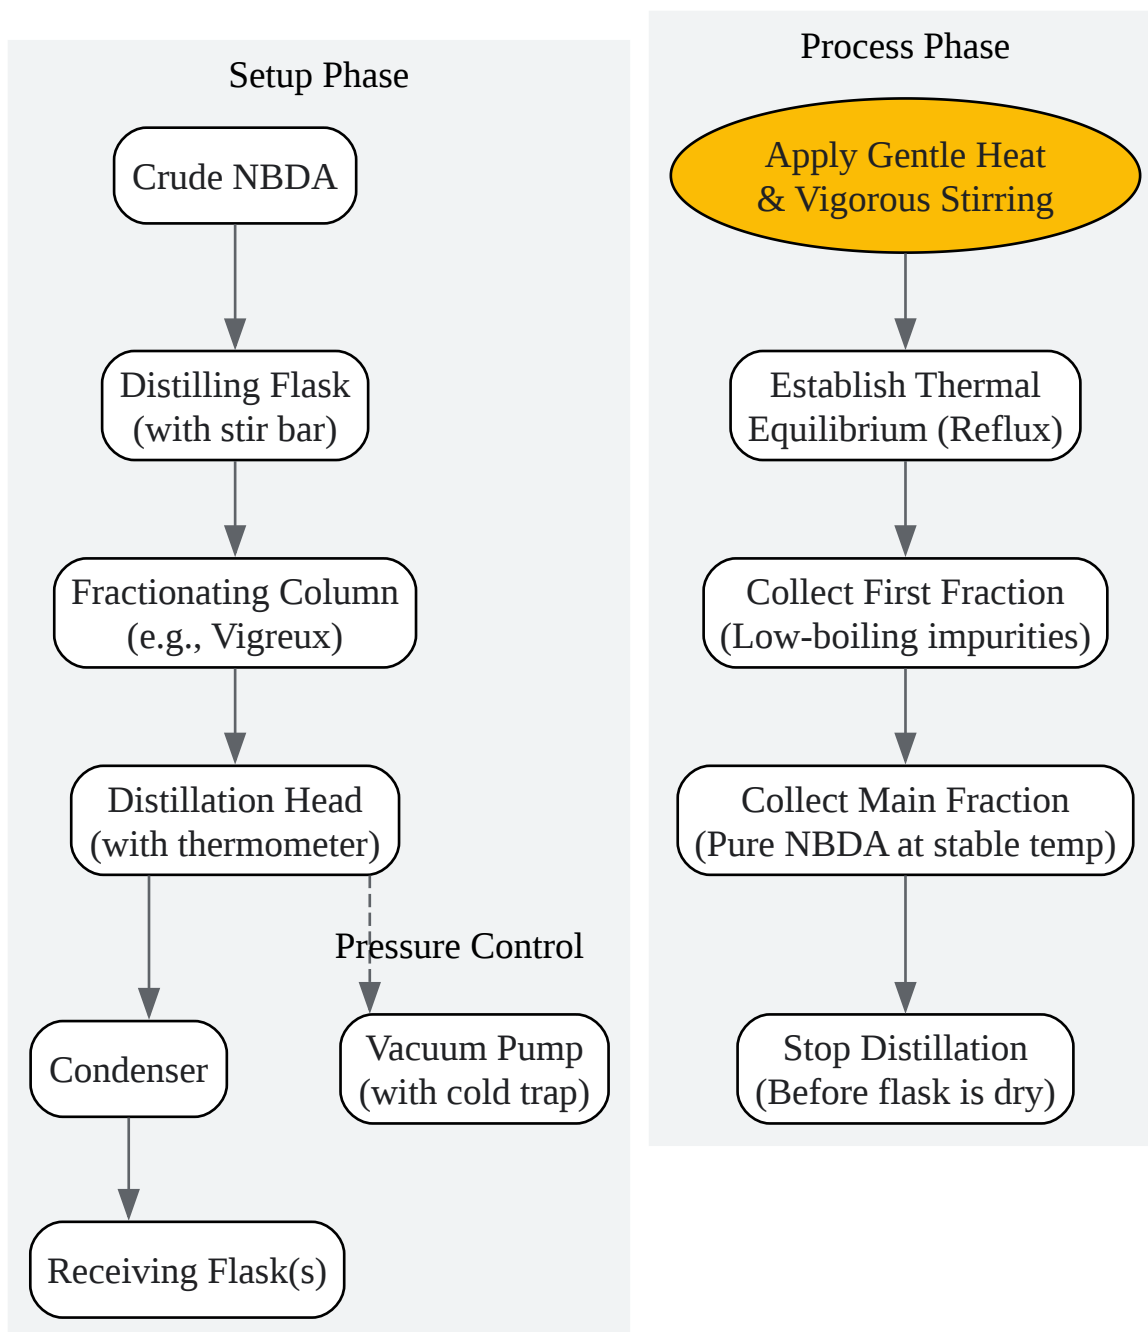 Setup Phase
Crude NBDA
Distilling Flask
(with stir bar)
Fractionating Column
(e.g., Vigreux)
Distillation Head
(with thermometer)
Pressure Control
Condenser
Vacuum Pump
(with cold trap)
Receiving Flask(s)
Process Phase
Apply Gentle Heat
& Vigorous Stirring
Establish Thermal
Equilibrium (Reflux)
Collect First Fraction
(Low-boiling impurities)
Collect Main Fraction
(Pure NBDA at stable temp)
Stop Distillation
(Before flask is dry)